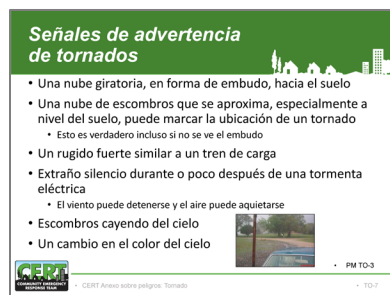 Señales de advertencia
de tornados
• Una nube giratoria, en forma de embudo, hacia el suelo
• Una nube de escombros que se aproxima, especialmente a
nivel del suelo, puede marcar la ubicación de un tornado
• Esto es verdadero incluso si no se ve el embudo
• Un rugido fuerte similar a un tren de carga
• Extraño silencio durante o poco después de una tormenta
eléctrica
• El viento puede detenerse y el aire puede aquietarse
• Escombros cayendo del cielo
• Un cambio en el color del cielo
• PM TO-3
CERT
COMMUNITY EMERGENCY
RESPONSE TEAM
• CERT Anexo sobre peligros: Tornado
• TO-7